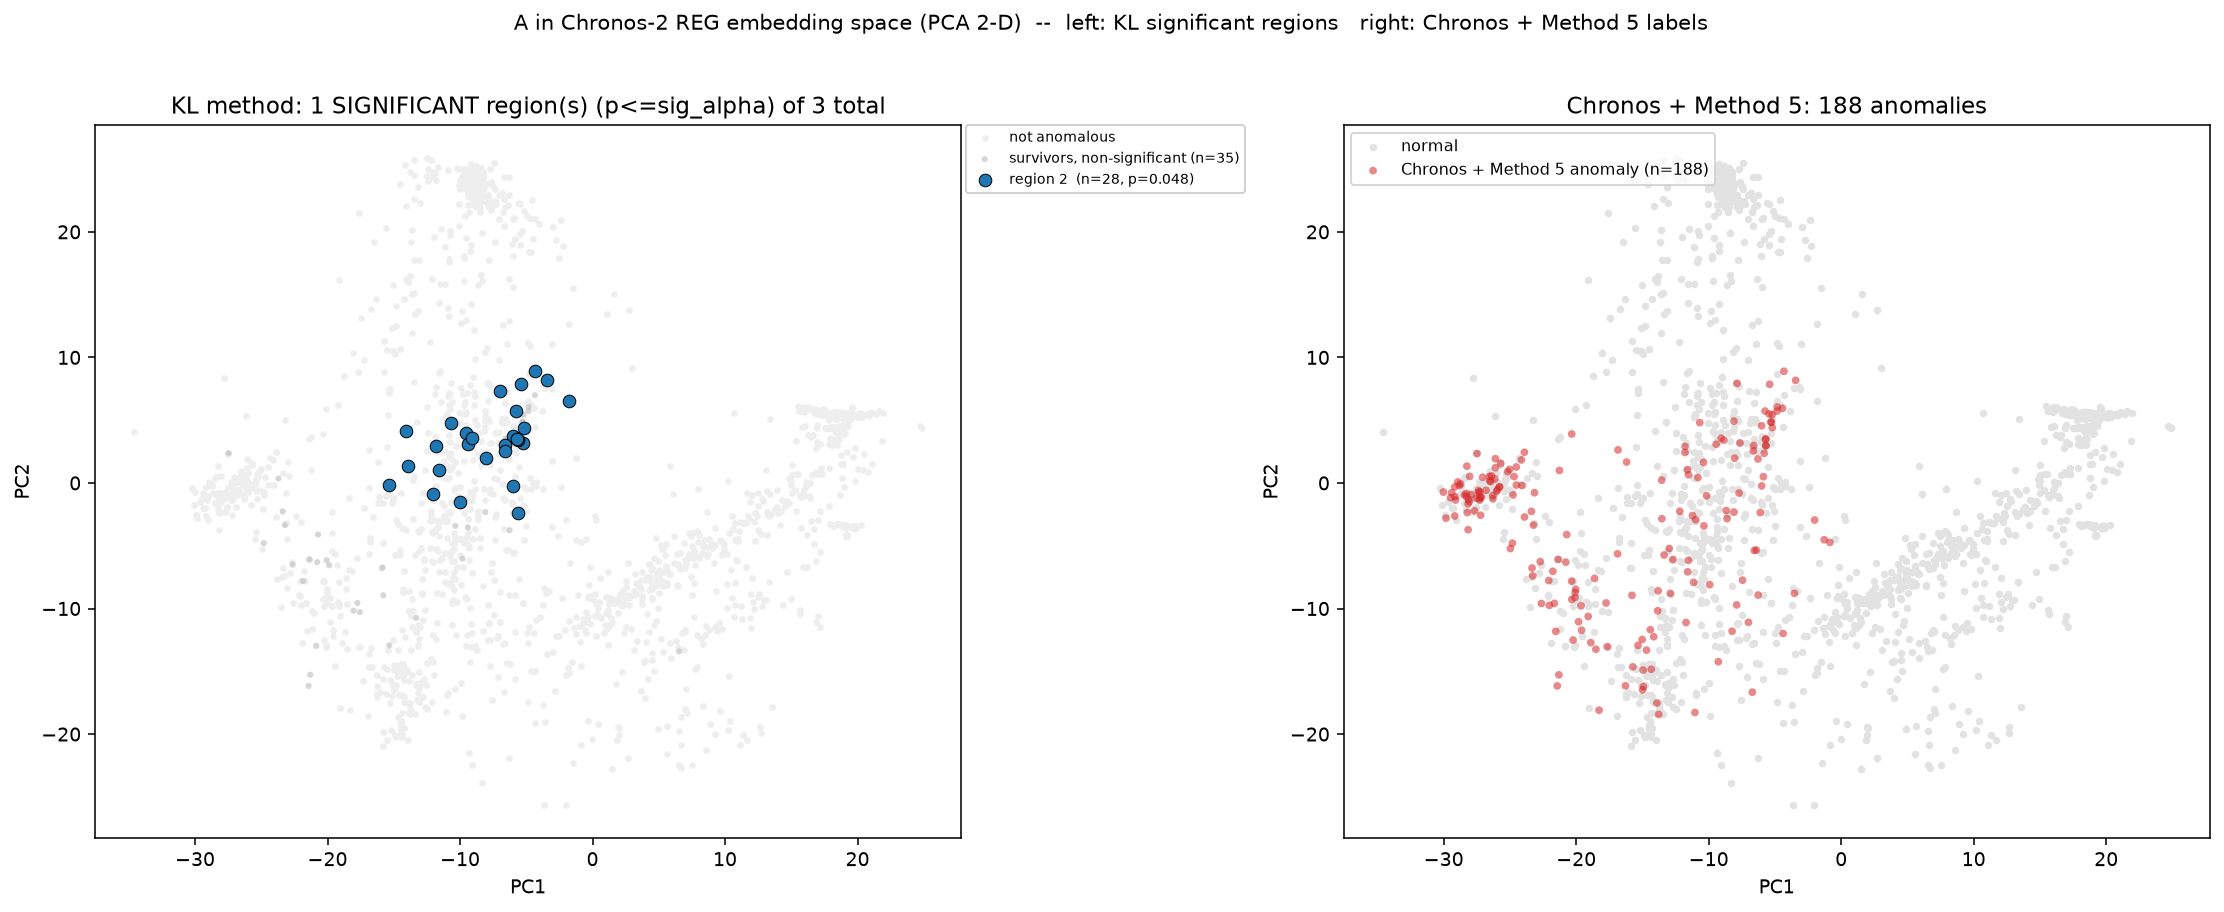 A in Chronos-2 REG embedding space (PCA 2-D)  --  left: KL significant regions   right: Chronos + Method 5 labels
KL method: 1 SIGNIFICANT region(s) (p<=sig_alpha) of 3 total
not anomalous
survivors, non-significant (n=35)
region 2  (n=28, p=0.048)
20
10
0
−10
−20
PC2
−30
−20
−10
0
10
20
PC1
Chronos + Method 5: 188 anomalies
normal
Chronos + Method 5 anomaly (n=188)
20
10
0
−10
−20
PC2
−30
−20
−10
0
10
20
PC1